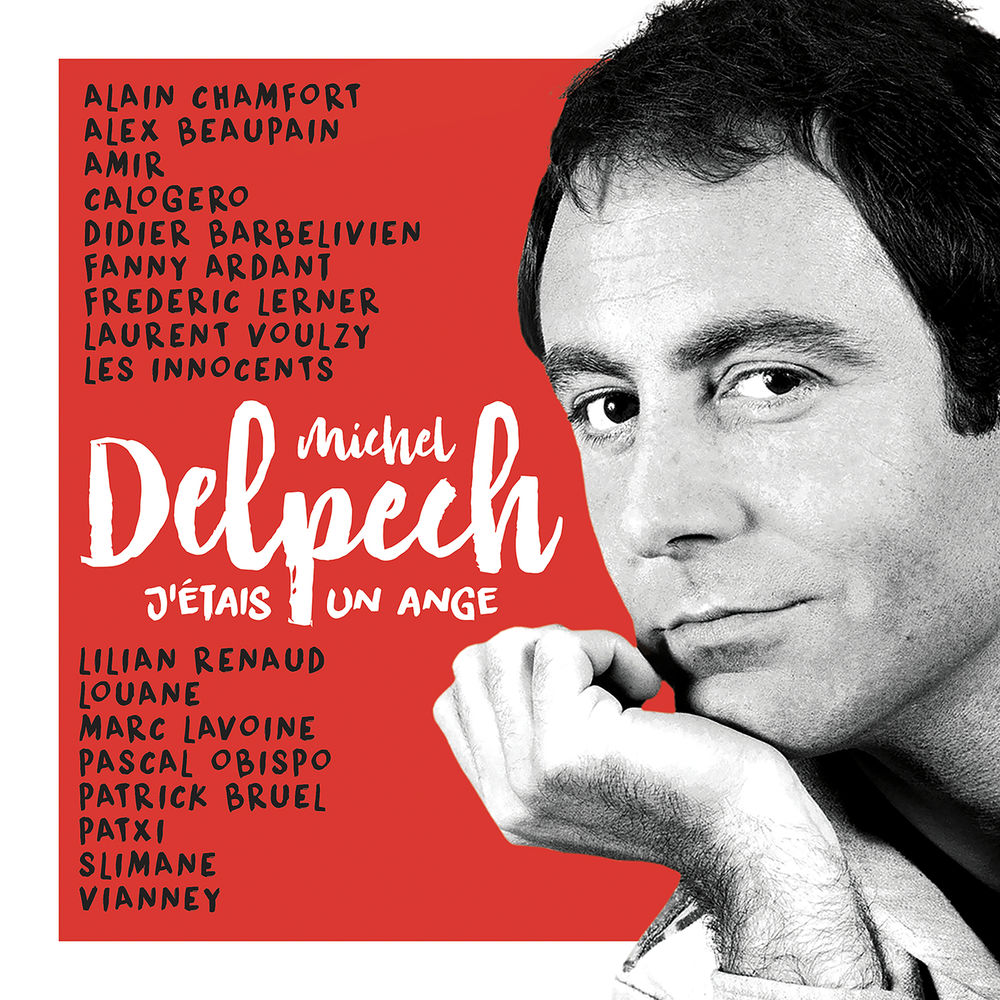 ALAIN CHAMFORT
ALEX BEAUPAIN
AMIR
CALOGERO
DIDIER BARBELIVIEN
FANNY ARDANT
FREDERIC LERNER
LAURENT VOULZY
LES INNOCENTS
Michel
Delpech
J'ÉTAIS UN ANGE
LILIAN RENAUD
LOUANE
MARC LAVOINE
PASCAL OBISPO
PATRICK BRUEL
PATXI
SLIMANE
VIANNEY